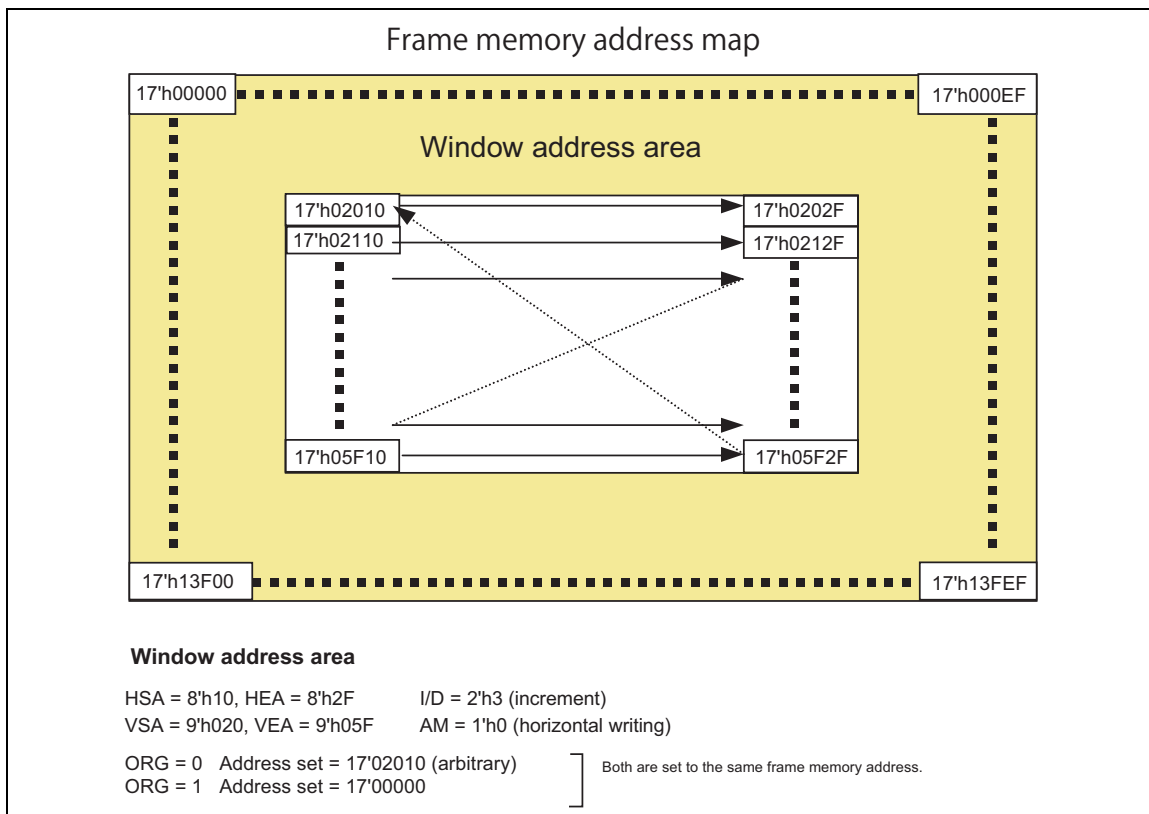 Frame memory address map
17'h00000
17'h000EF
Window address area
17'h02010
17'h0202F
17'h02110
17'h0212F
17'h05F10
17'h05F2F
17'h13F00
17'h13FEF
Window address area
HSA = 8'h10, HEA = 8'h2F I/D = 2'h3 (increment)
VSA = 9'h020, VEA = 9'h05F AM = 1'h0 (horizontal writing)
ORG = 0 Address set = 17'02010 (arbitrary)
ORG = 1 Address set = 17'00000
Both are set to the same frame memory address.